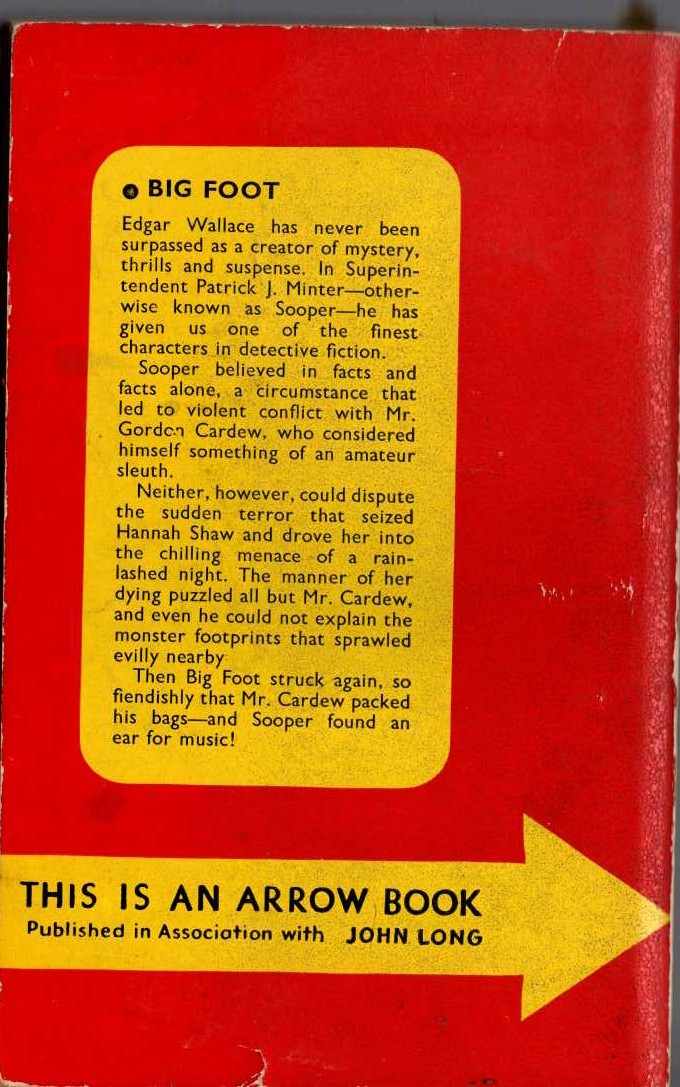 BIG FOOT
Edgar Wallace has never been
surpassed as a creator of mystery,
thrills and suspense. In Superin-
tendent Patrick J. Minter—other-
wise known as Sooper—he has
given us one of the finest
characters in detective fiction.
Sooper believed in facts and
facts alone, a circumstance that
led to violent conflict with Mr.
Gordon Cardew, who considered
himself something of an amateur
sleuth.
Neither, however, could dispute
the sudden terror that seized
Hannah Shaw and drove her into
the chilling menace of a rain-
lashed night. The manner of her
dying puzzled all but Mr. Cardew,
and even he could not explain the
monster footprints that sprawled
evilly nearby
Then Big Foot struck again, so
fiendishly that Mr. Cardew packed
his bags—and Sooper found an
ear for music!
THIS IS AN ARROW BOOK
Published in Association with JOHN LONG